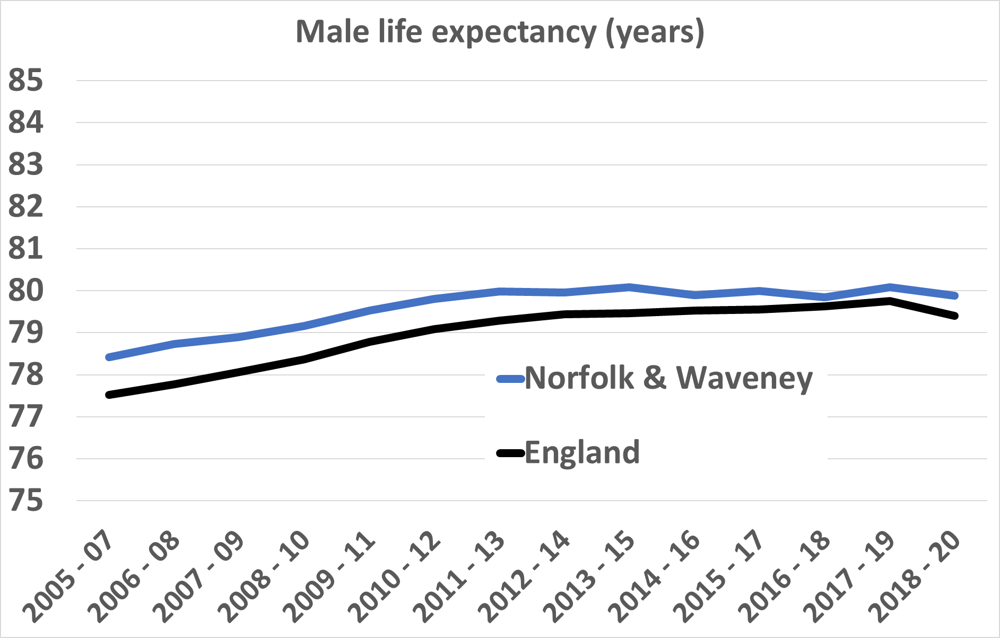 Male life expectancy (years)
85
84
83
82
81
80
79
78
77
76
75
Norfolk & Waveney
England
2005 - 07
2006 - 08
2007 - 09
2008 - 10
2009 - 11
2010 - 12
2011 - 13
2012 - 14
2013 - 15
2014 - 16
2015 - 17
2016 - 18
2017 - 19
2018 - 20